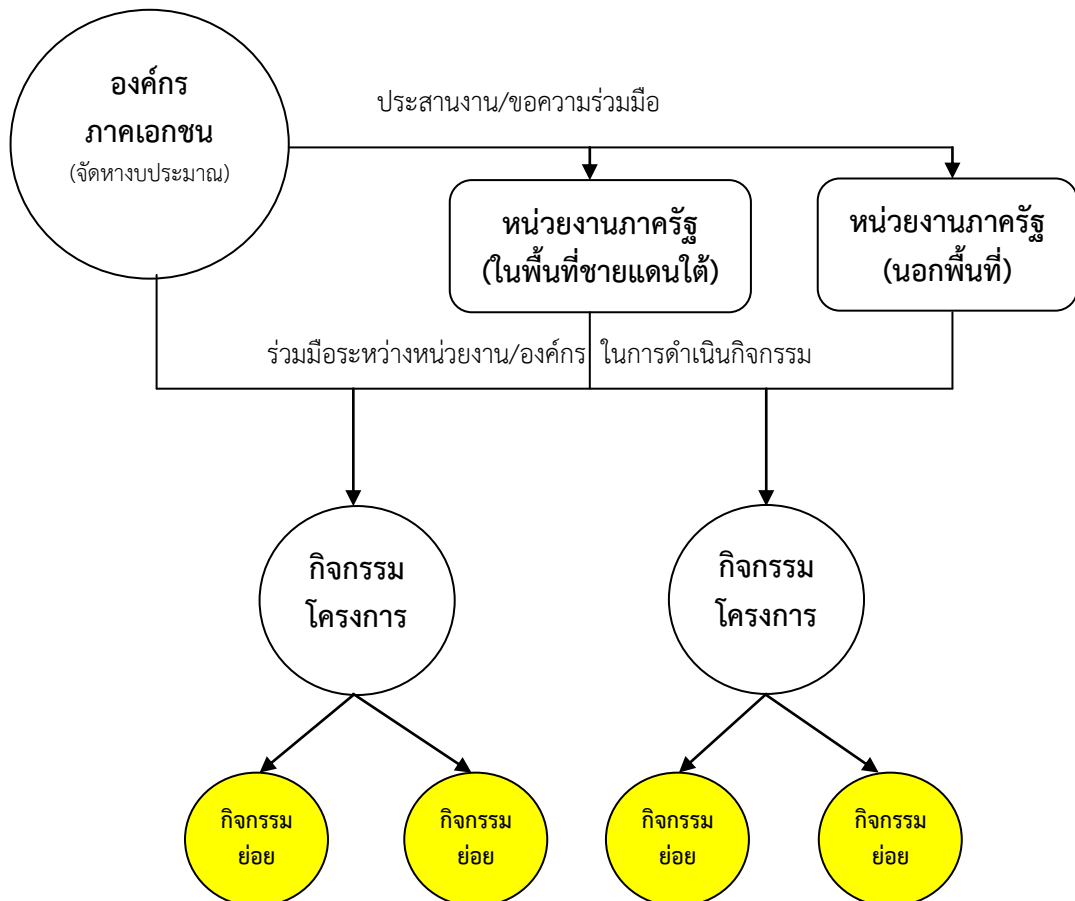 องค์กร
ภาคเอกชน
(จัดหางบประมาณ)
ประสานงาน/ขอความร่วมมือ
หน่วยงานภาครัฐ
(ในพื้นที่ชายแดนใต้)
หน่วยงานภาครัฐ
(นอกพื้นที่)
ร่วมมือระหว่างหน่วยงาน/องค์กร ในการดำเนินกิจกรรม
กิจกรรม
โครงการ
กิจกรรม
โครงการ
กิจกรรม
ย่อย
กิจกรรม
ย่อย
กิจกรรม
ย่อย
กิจกรรม
ย่อย